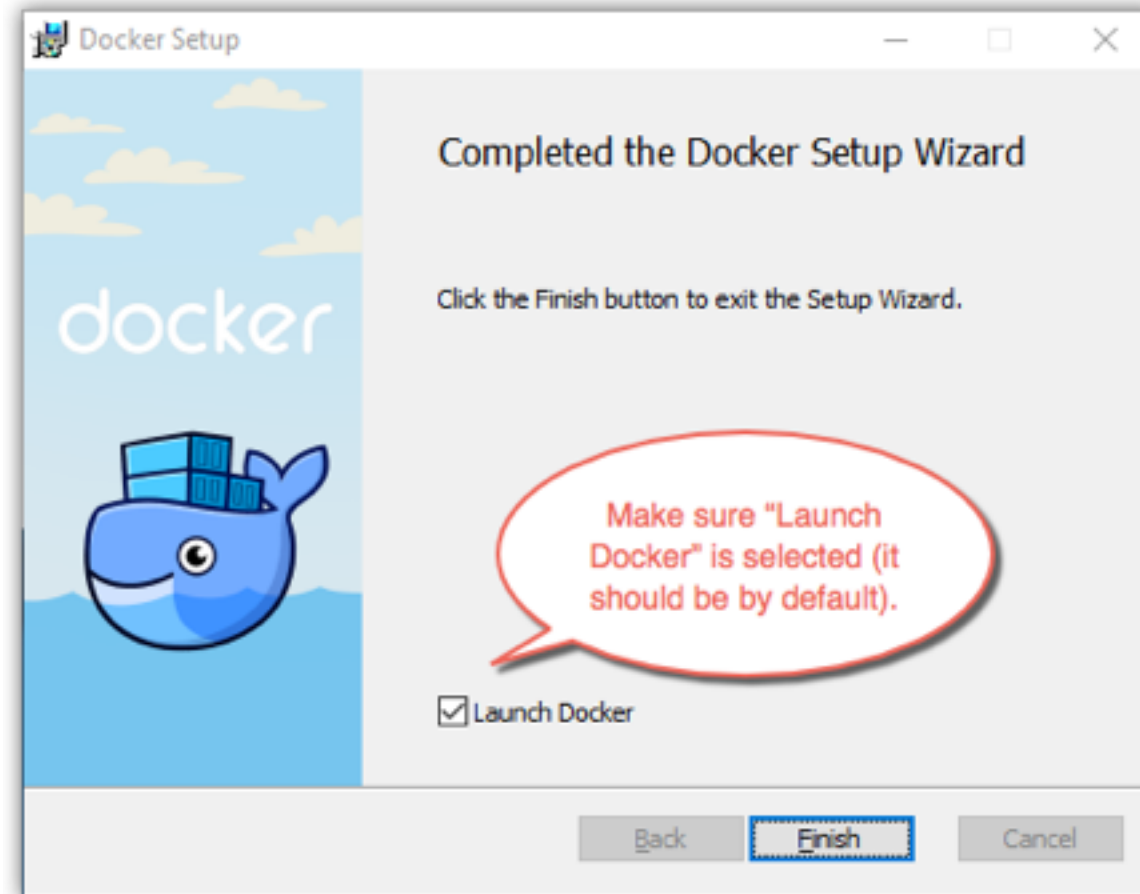 Docker Setup
Completed the Docker Setup Wizard
Click the Finish button to exit the Setup Wizard.
docker
Make sure "Launch
Docker" is selected (it
should be by default).
Launch Docker
Back Finish Cancel